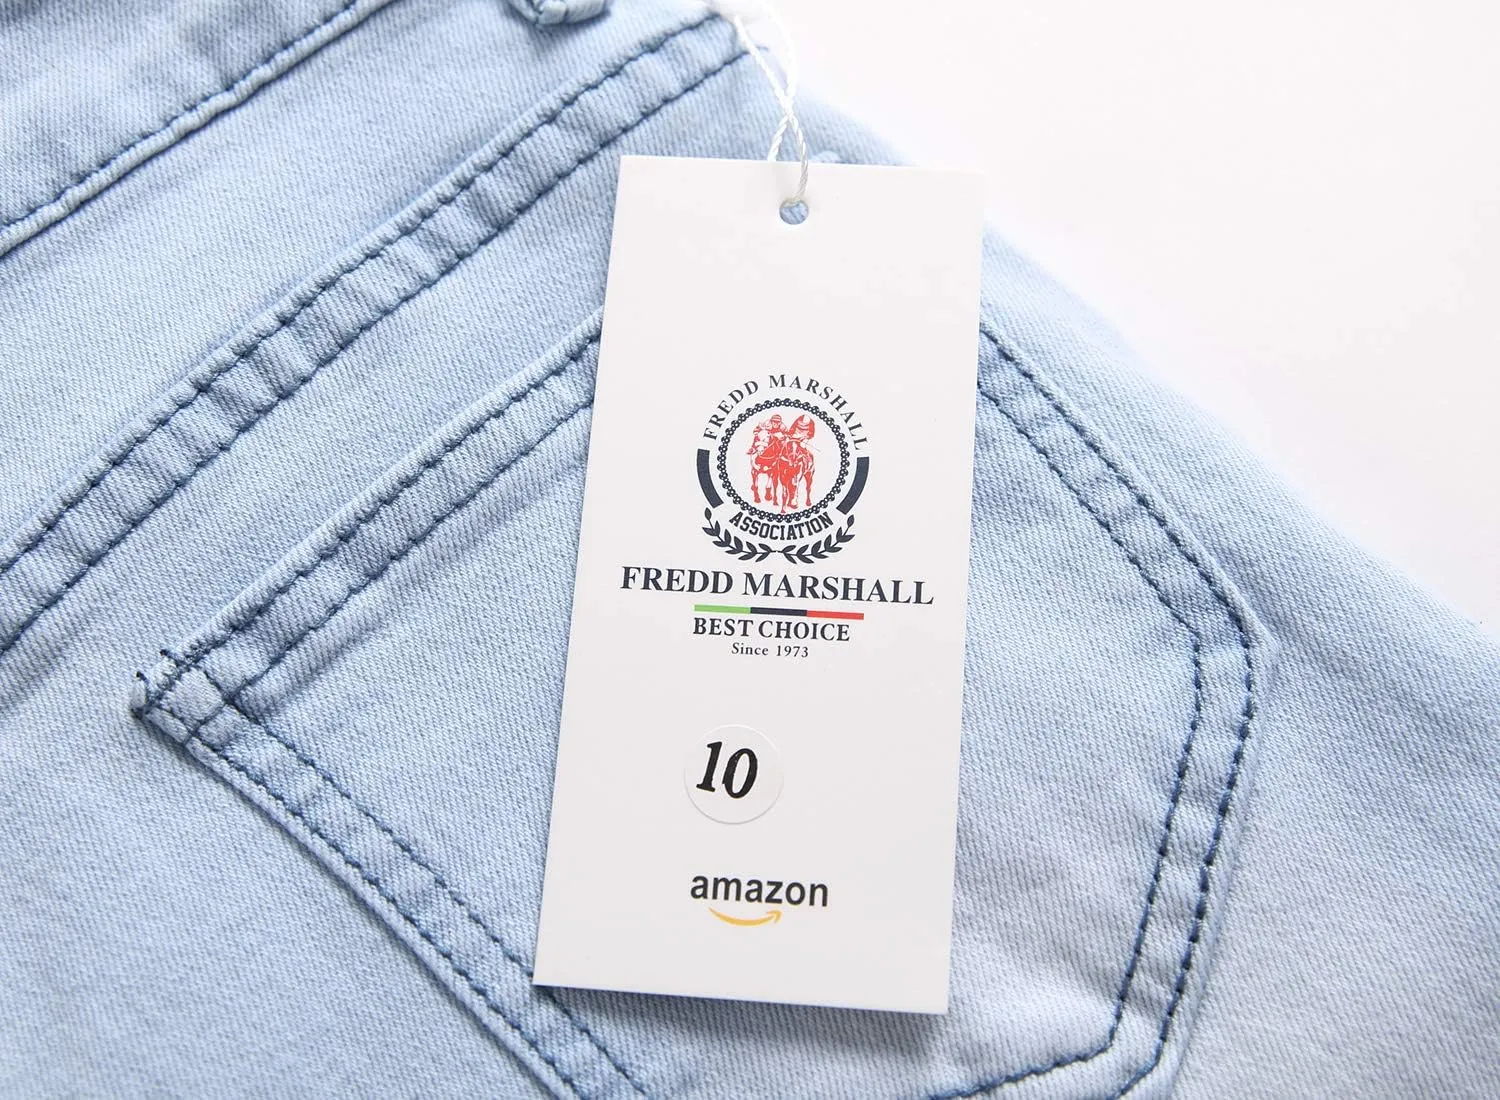 FREDD MARSHALL
ASSOCIATION
FREDD MARSHALL
BEST CHOICE
Since 1973
10
amazon